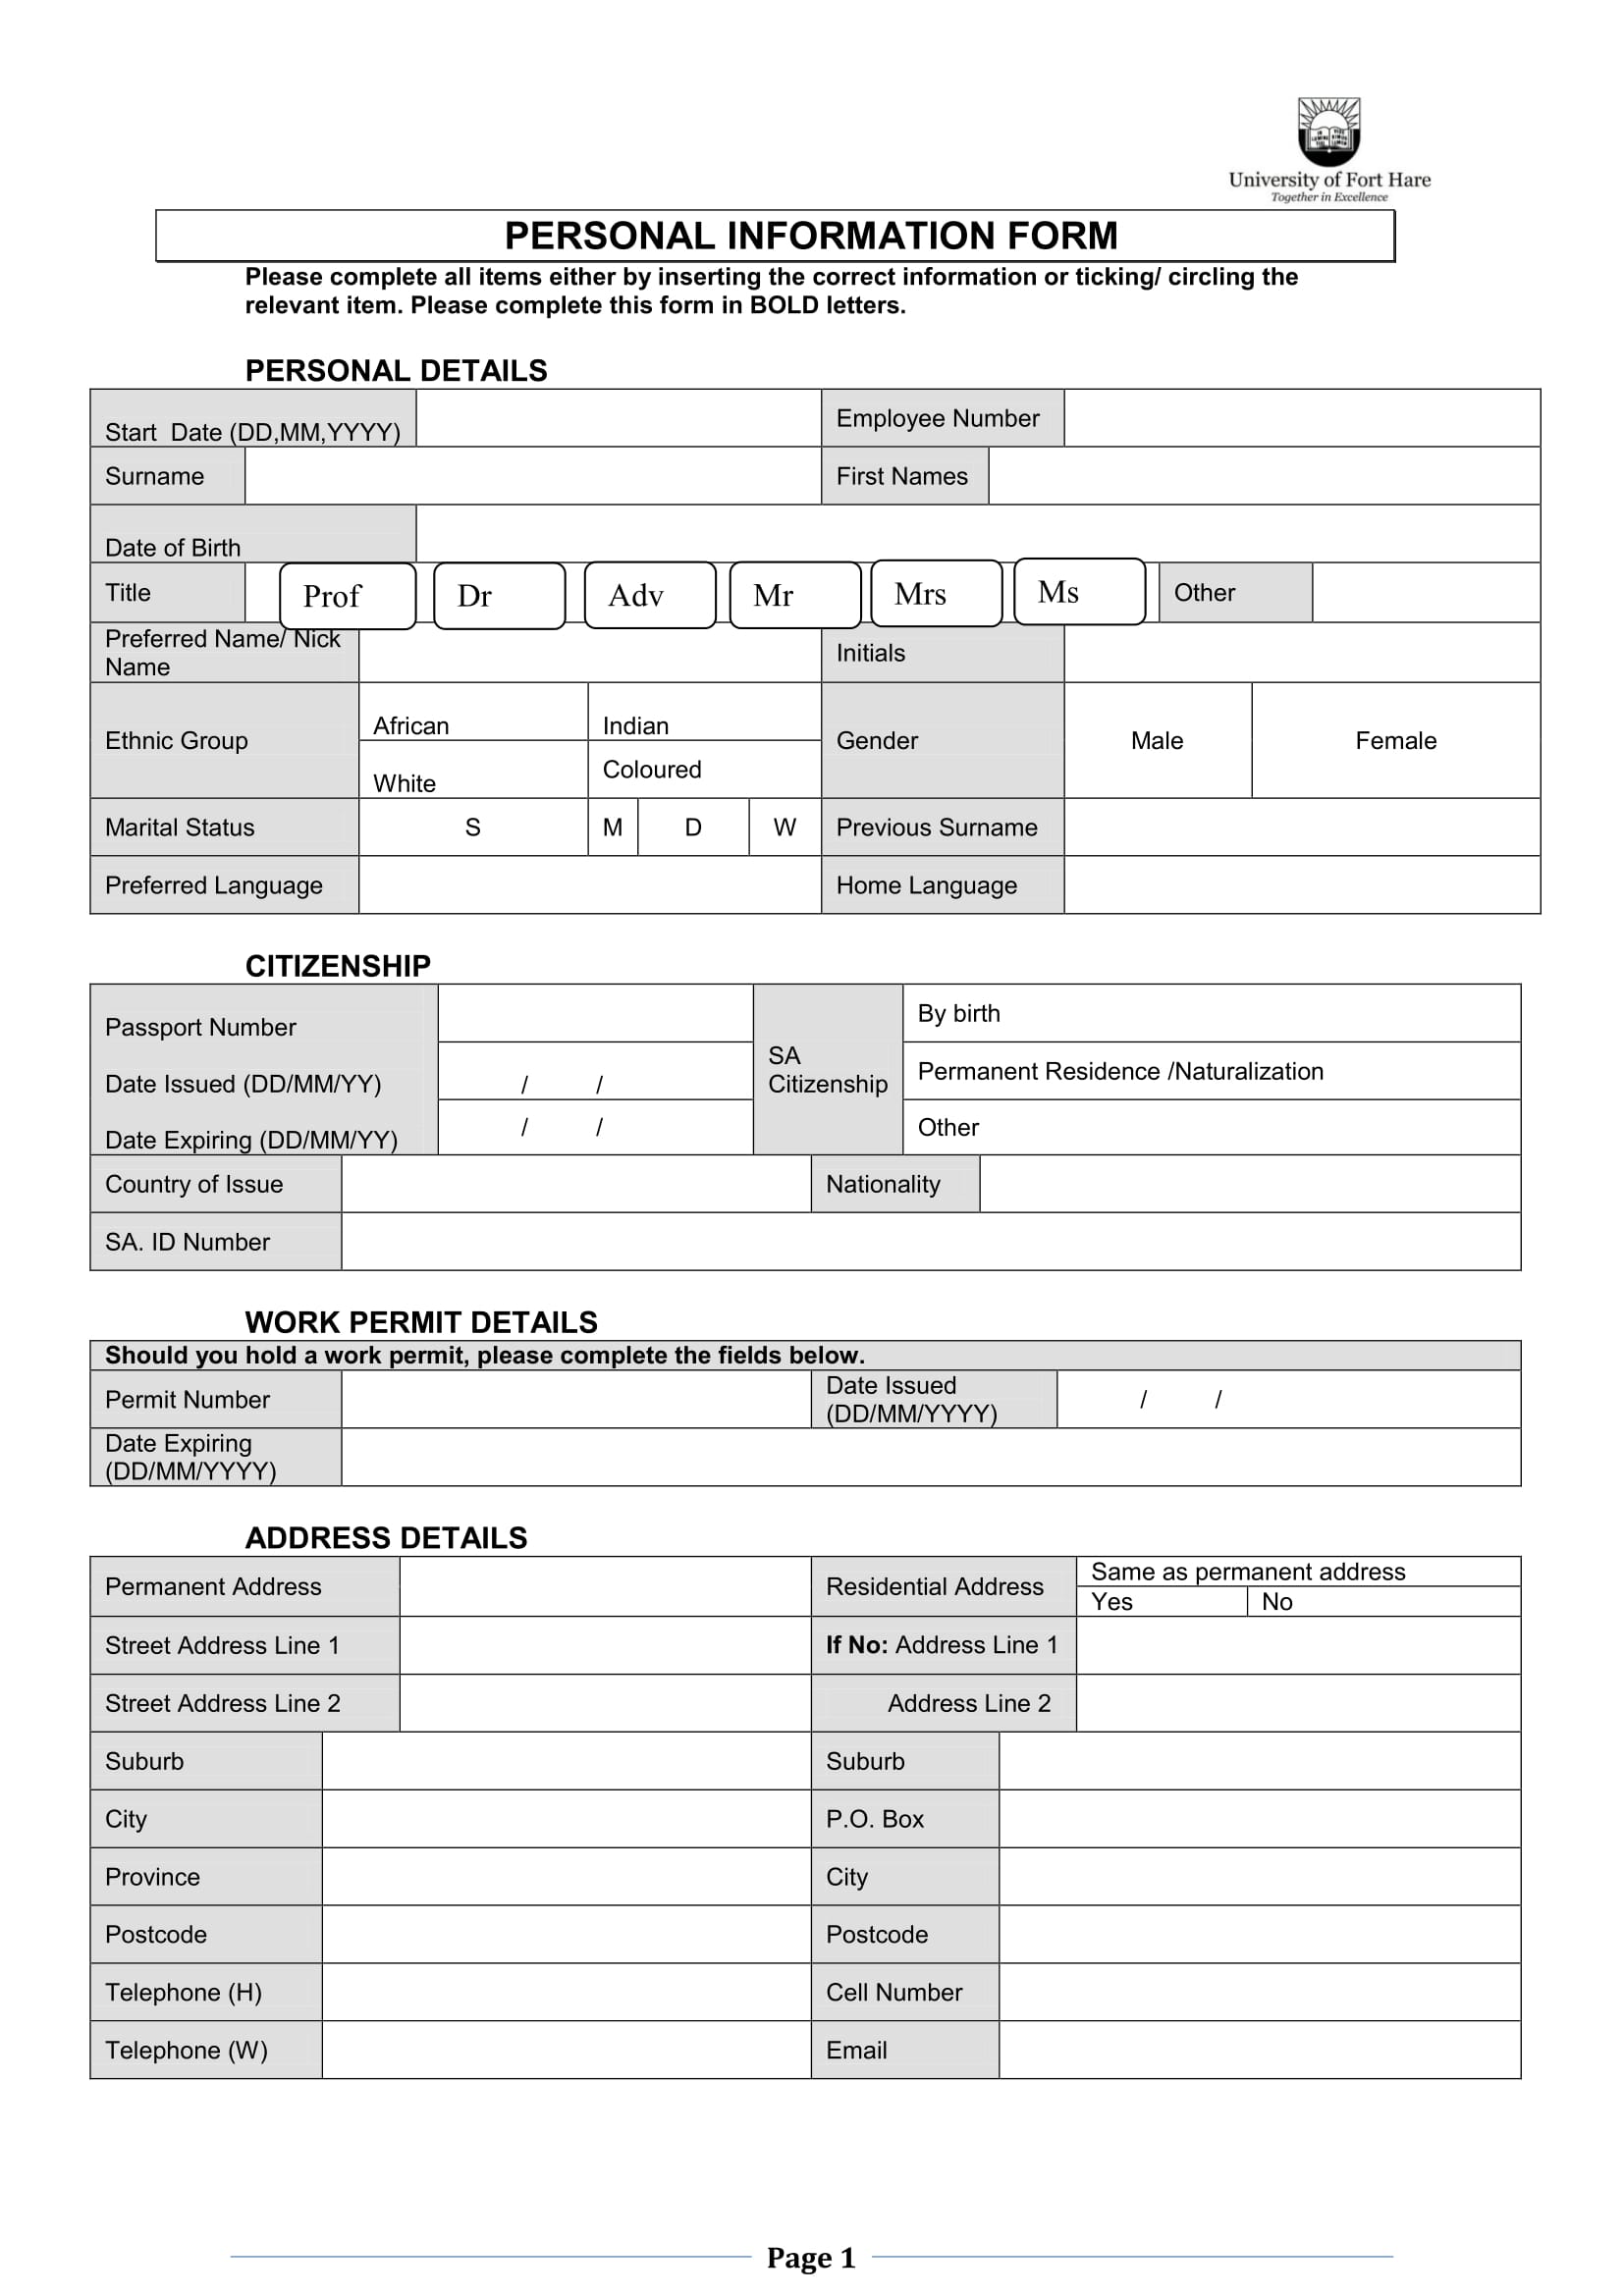 University of Fort Hare
Together in Excellence
PERSONAL INFORMATION FORM
Please complete all items either by inserting the correct information or ticking/ circling the
relevant item. Please complete this form in BOLD letters.
PERSONAL DETAILS
Start Date (DD,MM,YYYY) Employee Number
Surname First Names
Date of Birth
Title Prof Dr Adv Mr Mrs Ms Other
Preferred Name/ Nick
Name Initials
Ethnic Group African Indian Gender Male Female
White Coloured
Marital Status S M D W Previous Surname
Preferred Language Home Language
CITIZENSHIP
Passport Number SA
Citizenship By birth
Date Issued (DD/MM/YY) / / Permanent Residence /Naturalization
Date Expiring (DD/MM/YY) / / Other
Country of Issue Nationality
SA. ID Number
WORK PERMIT DETAILS
Should you hold a work permit, please complete the fields below.
Permit Number Date Issued
(DD/MM/YYYY) / /
Date Expiring
(DD/MM/YYYY)
ADDRESS DETAILS
Permanent Address Residential Address Same as permanent address
Yes No
Street Address Line 1 If No: Address Line 1
Street Address Line 2 Address Line 2
Suburb Suburb
City P.O. Box
Province City
Postcode Postcode
Telephone (H) Cell Number
Telephone (W) Email
Page 1